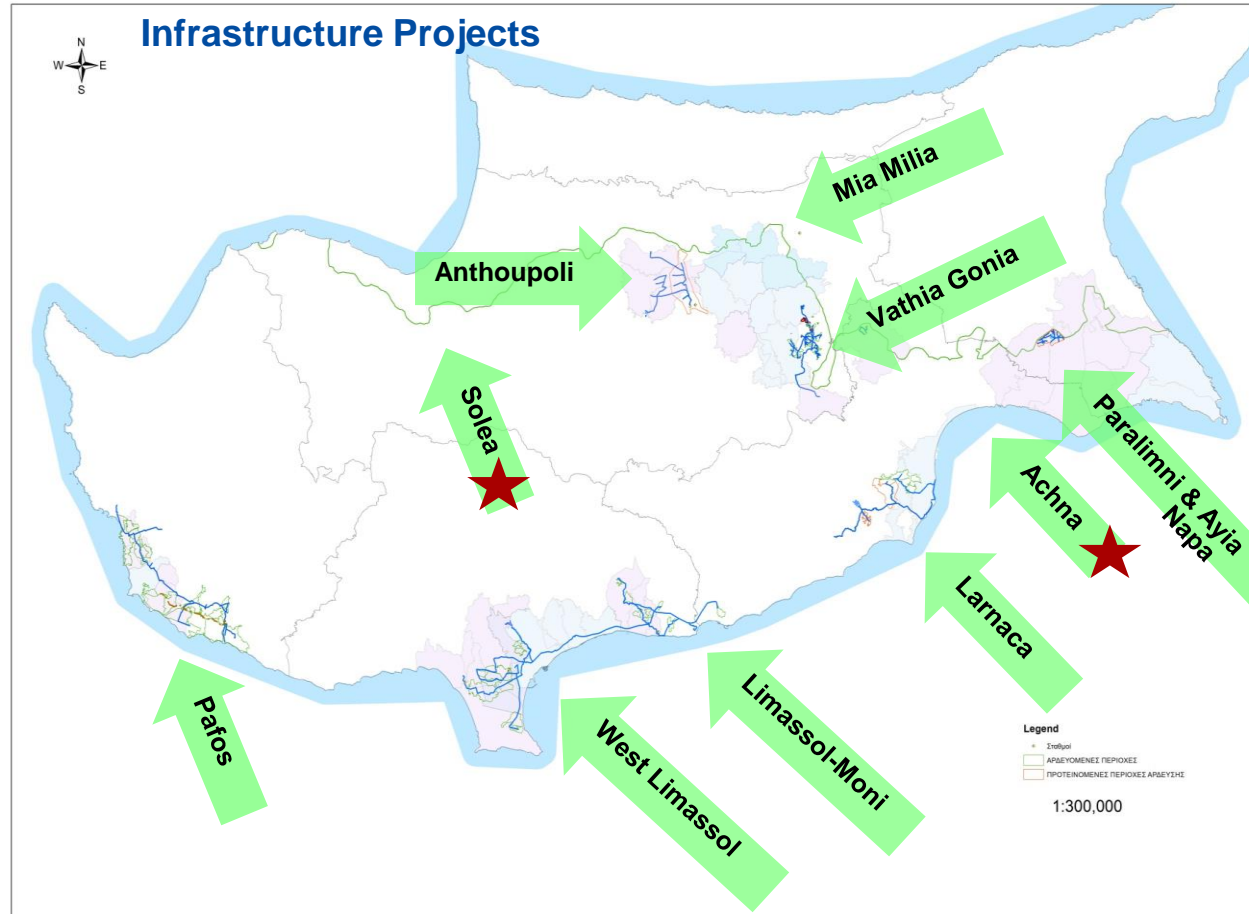 Infrastructure Projects
N
W E
S
Mia Milia
Anthoupoli
Vathia Gonia
Solea
Paralimni & Ayia
Napa
Achna
Larnaca
Pafos
West Limassol
Limassol-Moni
Legend
Σταθμοί
ΑΡΔΕΥΟΜΕΝΕΣ ΠΕΡΙΟΧΕΣ
ΠΡΟΤΕΙΝΟΜΕΝΕΣ ΠΕΡΙΟΧΕΣ ΑΡΔΕΥΣΗΣ
1:300,000